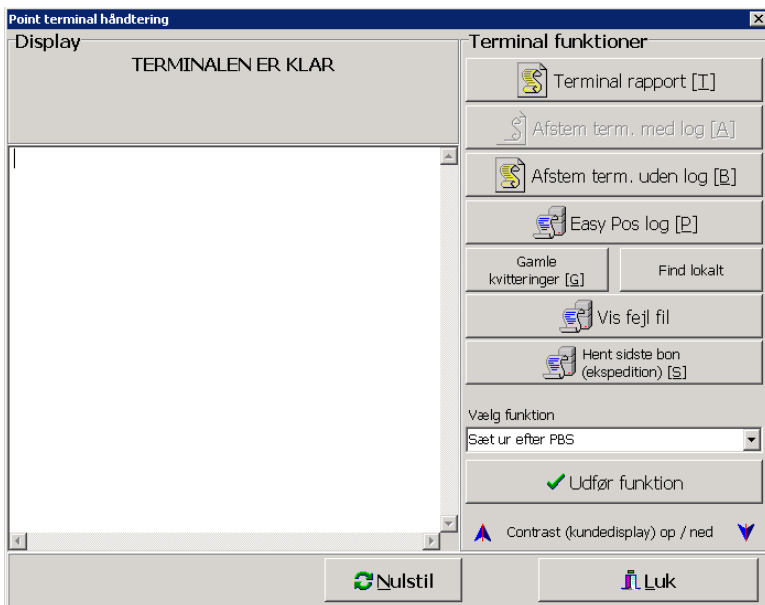 Point terminal håndtering
Display
TERMINALEN ER KLAR
Terminal funktioner
Terminal rapport [T]
Afstem term. med log [A]
Afstem term. uden log [B]
Easy Pos log [P]
Gamle
kvitteringer [G]
Find lokalt
Vis fejl fil
Hent sidste bon
(ekspedition) [S]
Vælg funktion
Sæt ur efter PBS
Udfør funktion
Contrast (kundedisplay) op / ned
Nulstil
Luk